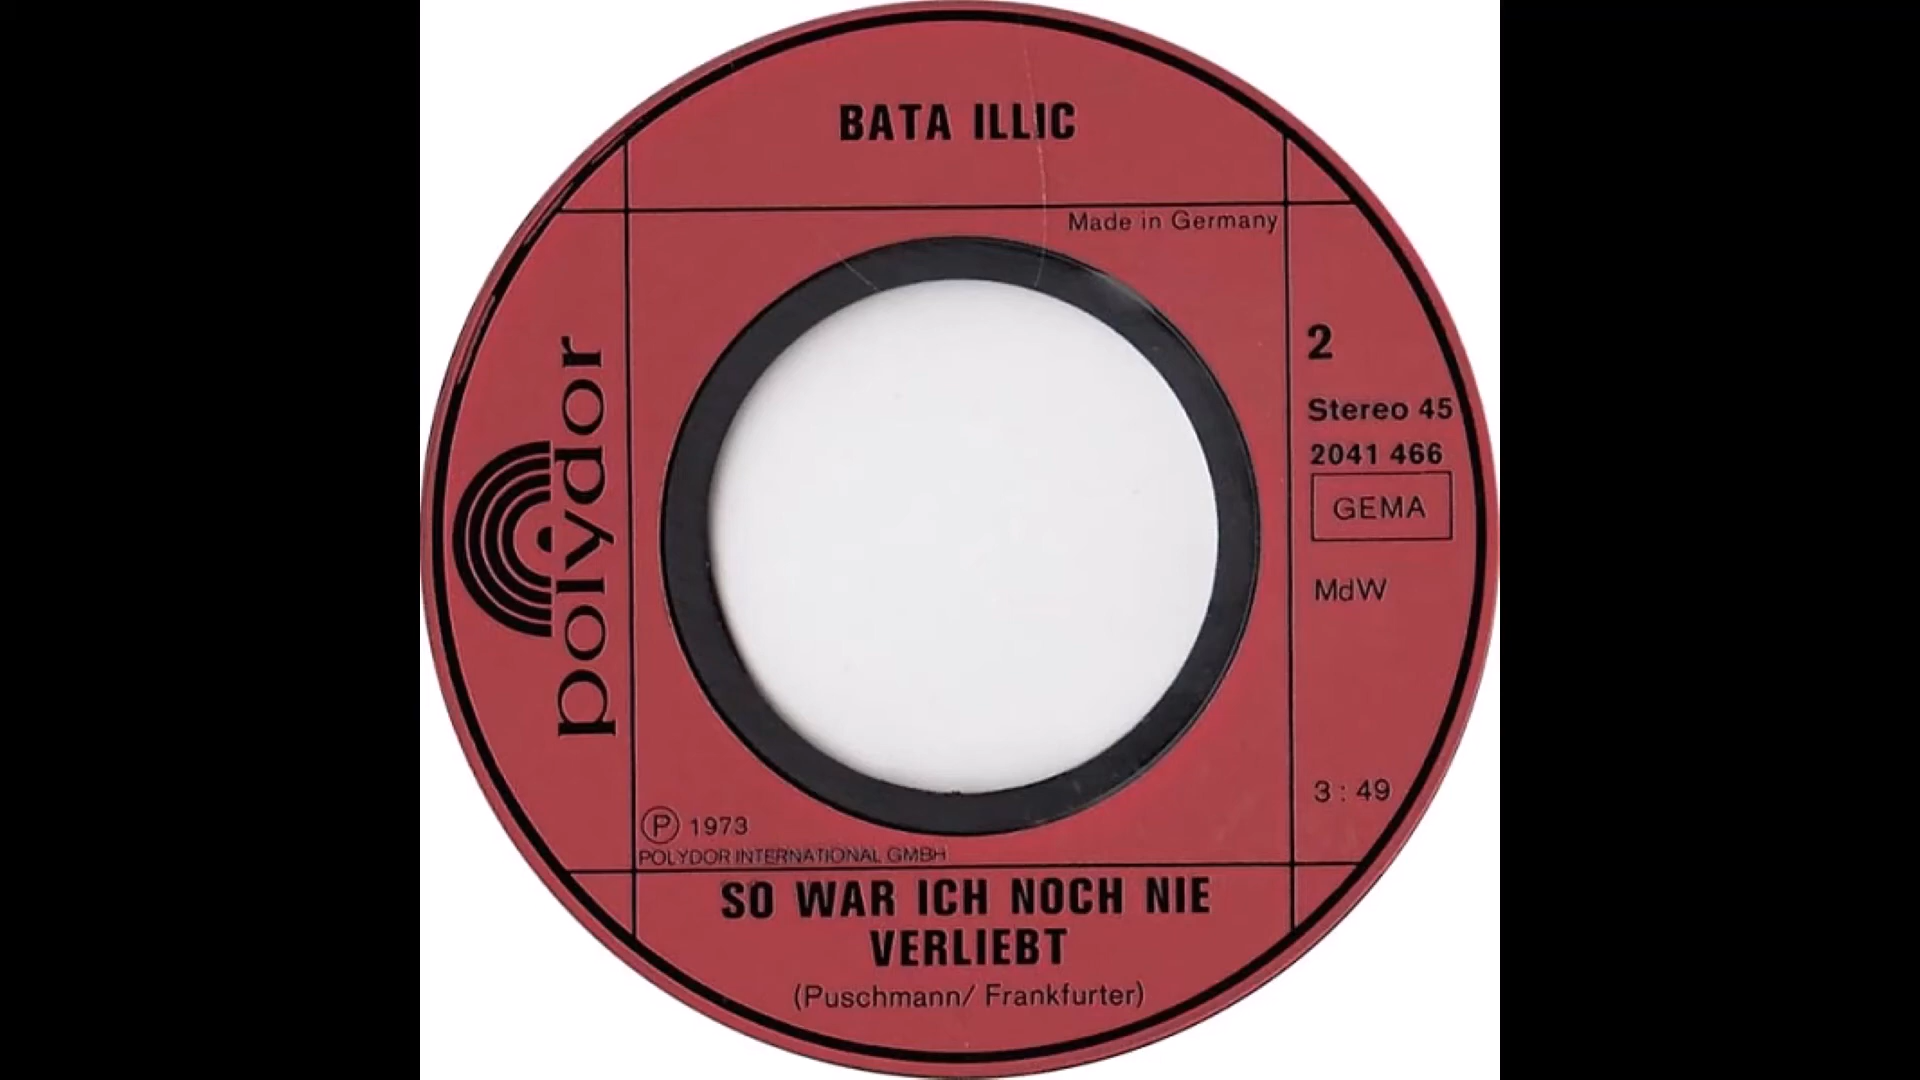 BATA ILLIC
Made in Germany
polydor
2
Stereo 45
2041 466
GEMA
MdW
3 : 49
Ⓟ 1973
POLYDOR INTERNATIONAL GMBH
SO WAR ICH NOCH NIE
VERLIEBT
(Puschmann/ Frankfurter)